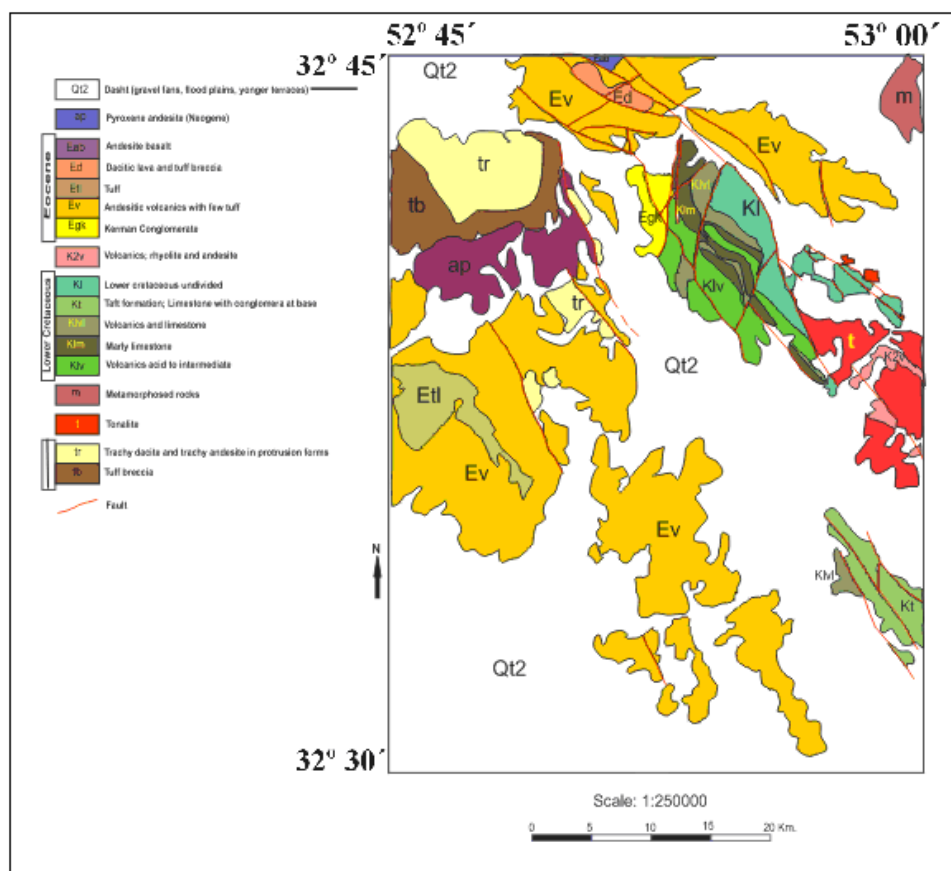 52° 45´ 53° 00´
32° 45´
Qt2 Dasht (gravel fans, flood plains, yonger terraces)
ap Pyroxene andesite (Neogene)
Eocene
Eab Andesite basalt
Ed Dacitic lava and tuff breccia
Etl Tuff
Ev Andesitic volcanics with few tuff
Egk Kerman Conglomerate
K2v Volcanics; rhyolite and andesite
Lower Cretaceous
Kl Lower cretaceous undivided
Kt Taft formation; Limestone with conglomera at base
Klvl Volcanics and limestone
Klm Marly limestone
Klv Volcanics acid to intermediate
m Metamorphosed rocks
t Tonalite
tr Trachy dacite and trachy andesite in protrusion forms
tb Tuff breccia
Fault
N
Qt2
Ev
Ed
m
Ev
tr
tb
Klvl
Kl
Egk
Klm
ap
Klv
tr
t
Qt2
K2v
Etl
Ev
Ev
Klvl
Kt
Qt2
32° 30´
Scale: 1:250000
0 5 10 15 20 Km.